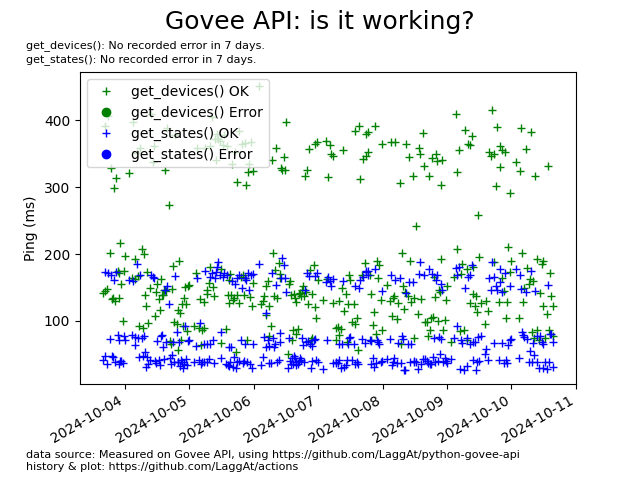 Govee API: is it working?
get_devices(): No recorded error in 7 days.
get_states(): No recorded error in 7 days.
get_devices() OK
get_devices() Error
get_states() OK
get_states() Error
400
300
200
100
Ping (ms)
2024-10-04
2024-10-05
2024-10-06
2024-10-07
2024-10-08
2024-10-09
2024-10-10
2024-10-11
data source: Measured on Govee API, using https://github.com/LaggAt/python-govee-api
history & plot: https://github.com/LaggAt/actions